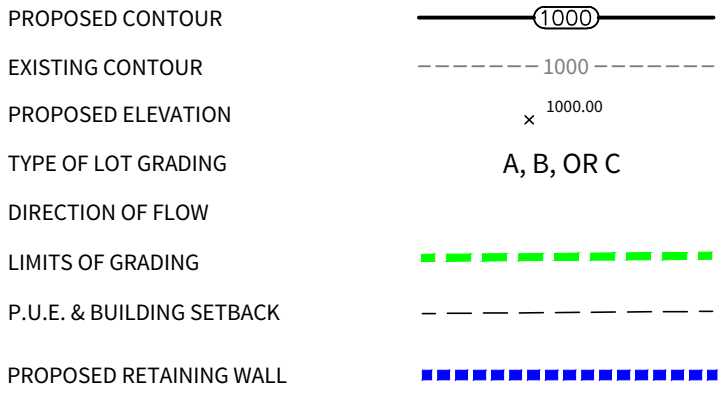 PROPOSED CONTOUR 1000
EXISTING CONTOUR 1000
PROPOSED ELEVATION × 1000.00
TYPE OF LOT GRADING A, B, OR C
DIRECTION OF FLOW
LIMITS OF GRADING
P.U.E. & BUILDING SETBACK
PROPOSED RETAINING WALL